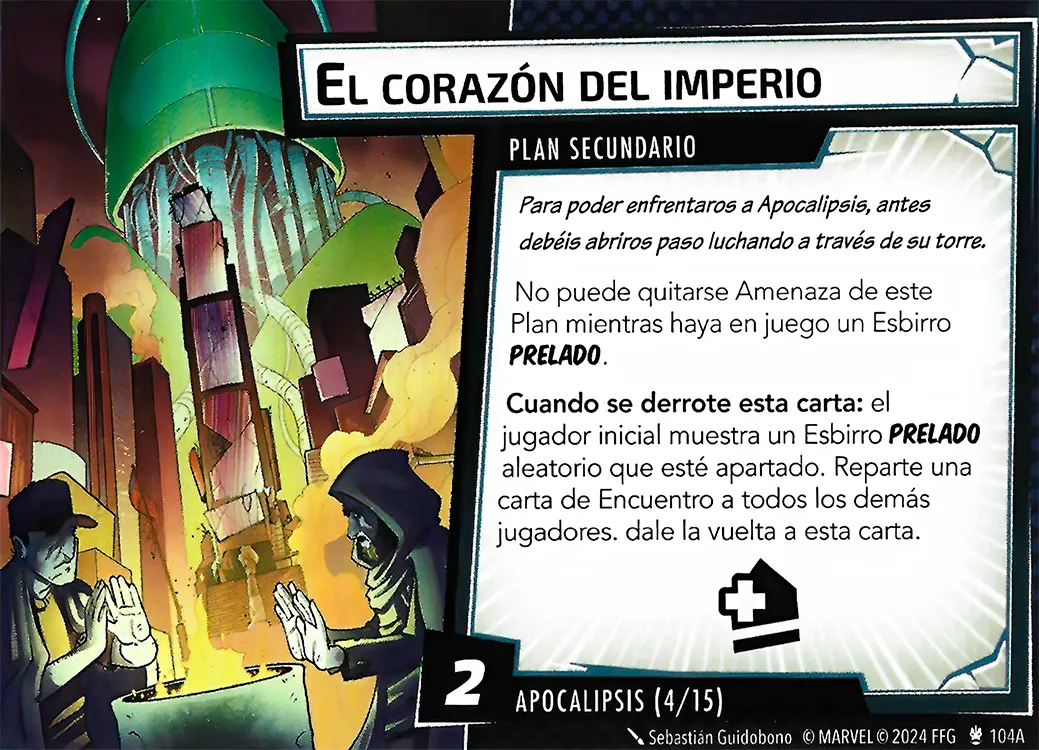 EL CORAZÓN DEL IMPERIO
PLAN SECUNDARIO
Para poder enfrentaros a Apocalipsis, antes
debéis abriros paso luchando a través de su torre.
No puede quitarse Amenaza de este
Plan mientras haya en juego un Esbirro
PRELADO.
Cuando se derrote esta carta: el
jugador inicial muestra un Esbirro PRELADO
aleatorio que esté apartado. Reparte una
carta de Encuentro a todos los demás
jugadores. dale la vuelta a esta carta.
2
APOCALIPSIS (4/15)
Sebastián Guidobono © MARVEL © 2024 FFG 104A